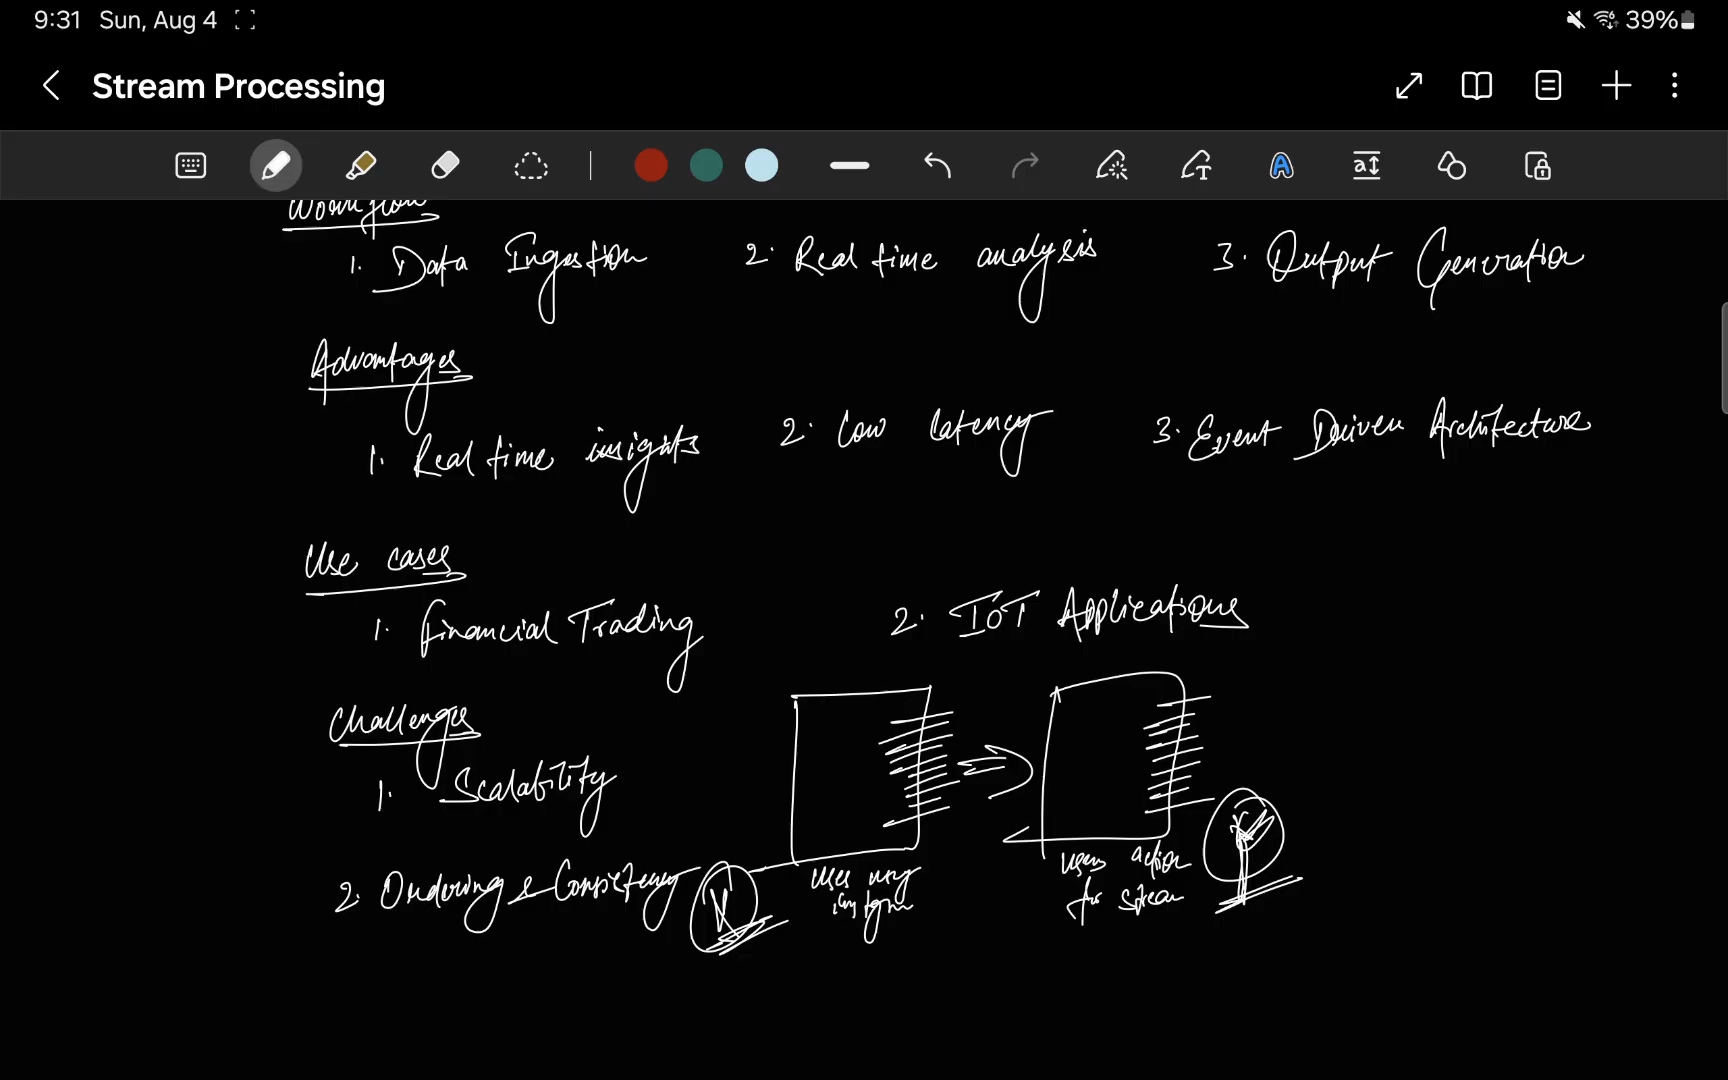 9:31 Sun, Aug 4 39%
Stream Processing
Workflow
1. Data Ingestion 2. Real time analysis 3. Output Generation
Advantages
1. Real time insights 2. Low latency 3. Event Driven Architecture
Use cases
1. Financial Trading 2. IoT Applications
Challenges
1. Scalability
2. Ordering & Consistency
users action
for stream